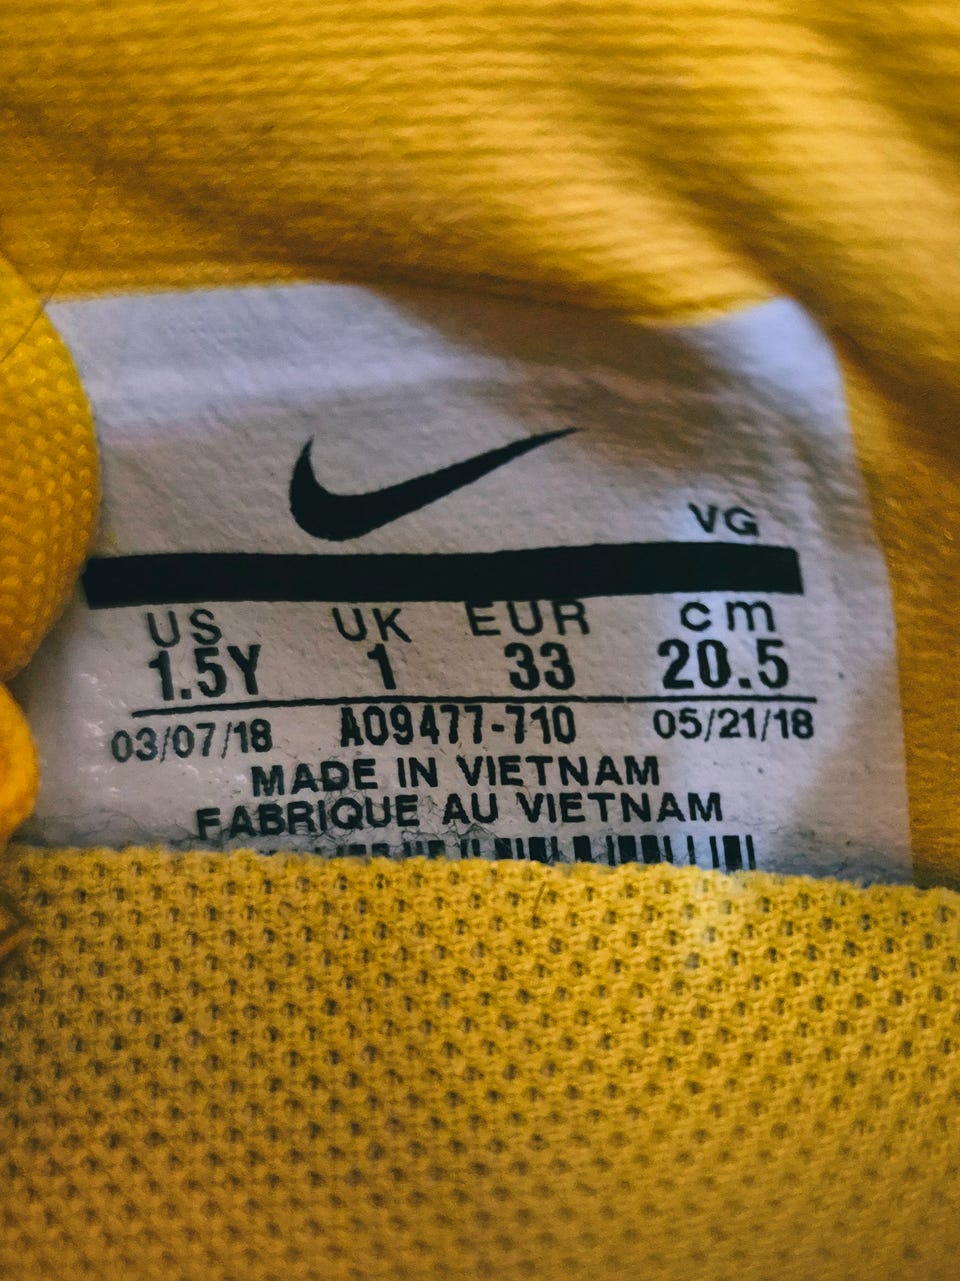 VG
US UK EUR cm
1.5Y 1 33 20.5
03/07/18 AO9477-710 05/21/18
MADE IN VIETNAM
FABRIQUE AU VIETNAM